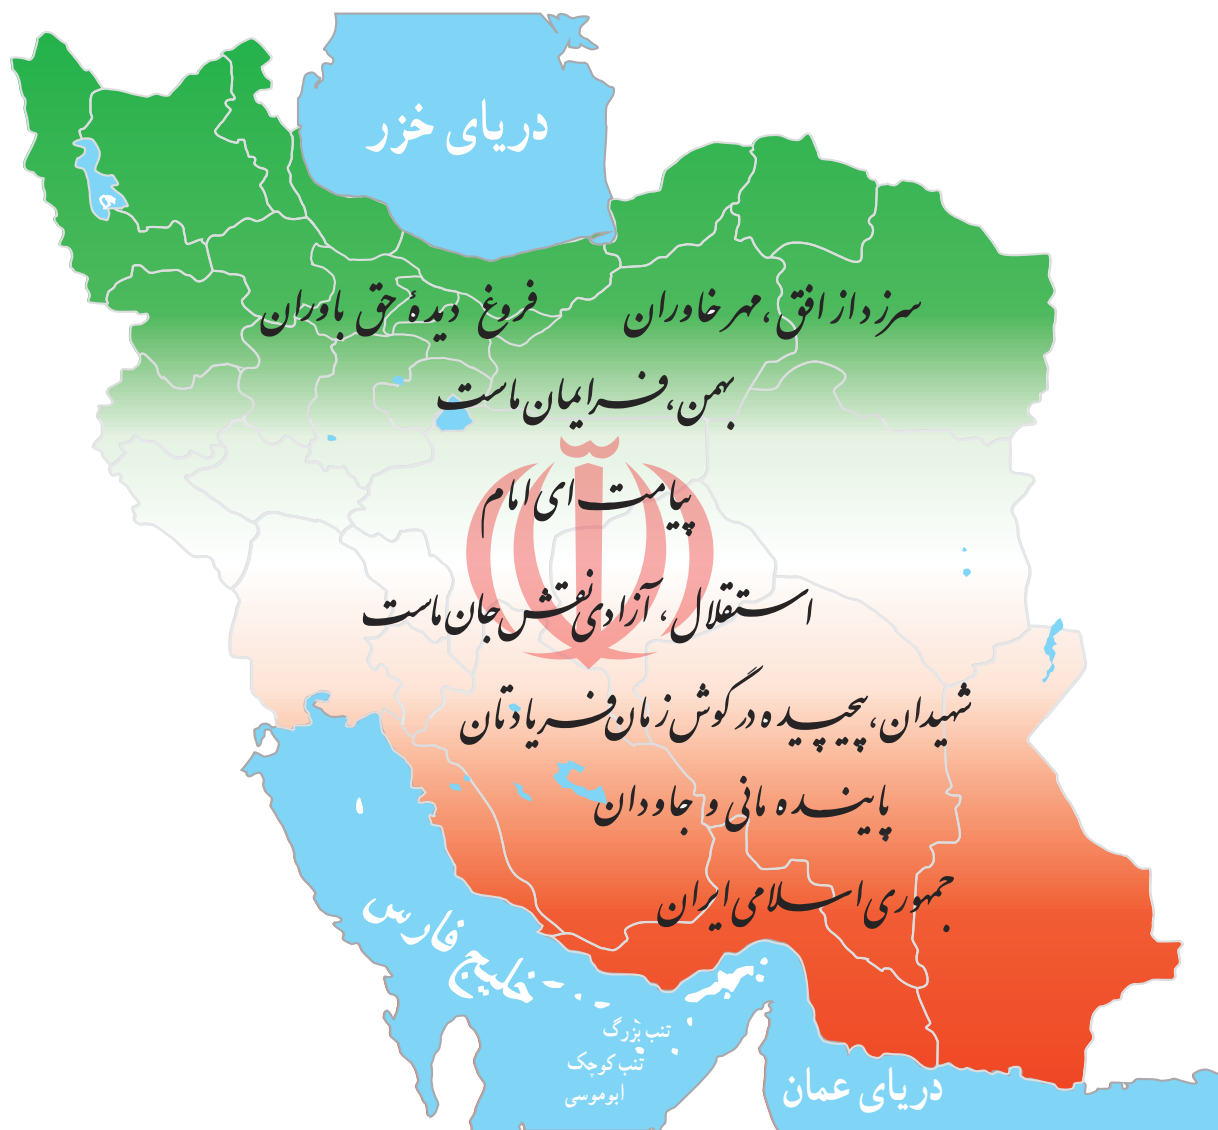 دریای خزر
سرزد از افق، مهر خاوران فروغ دیدهٔ حق باوران
بهمن، فر ایمان ماست
پیامت ای امام
استقلال، آزادی نقش جان ماست
شهیدان، پیچیده در گوش زمان فریادتان
پاینده مانی و جاودان
جمهوری اسلامی ایران
خلیج فارس
تنب بزرگ
تنب کوچک
ابوموسی
دریای عمان